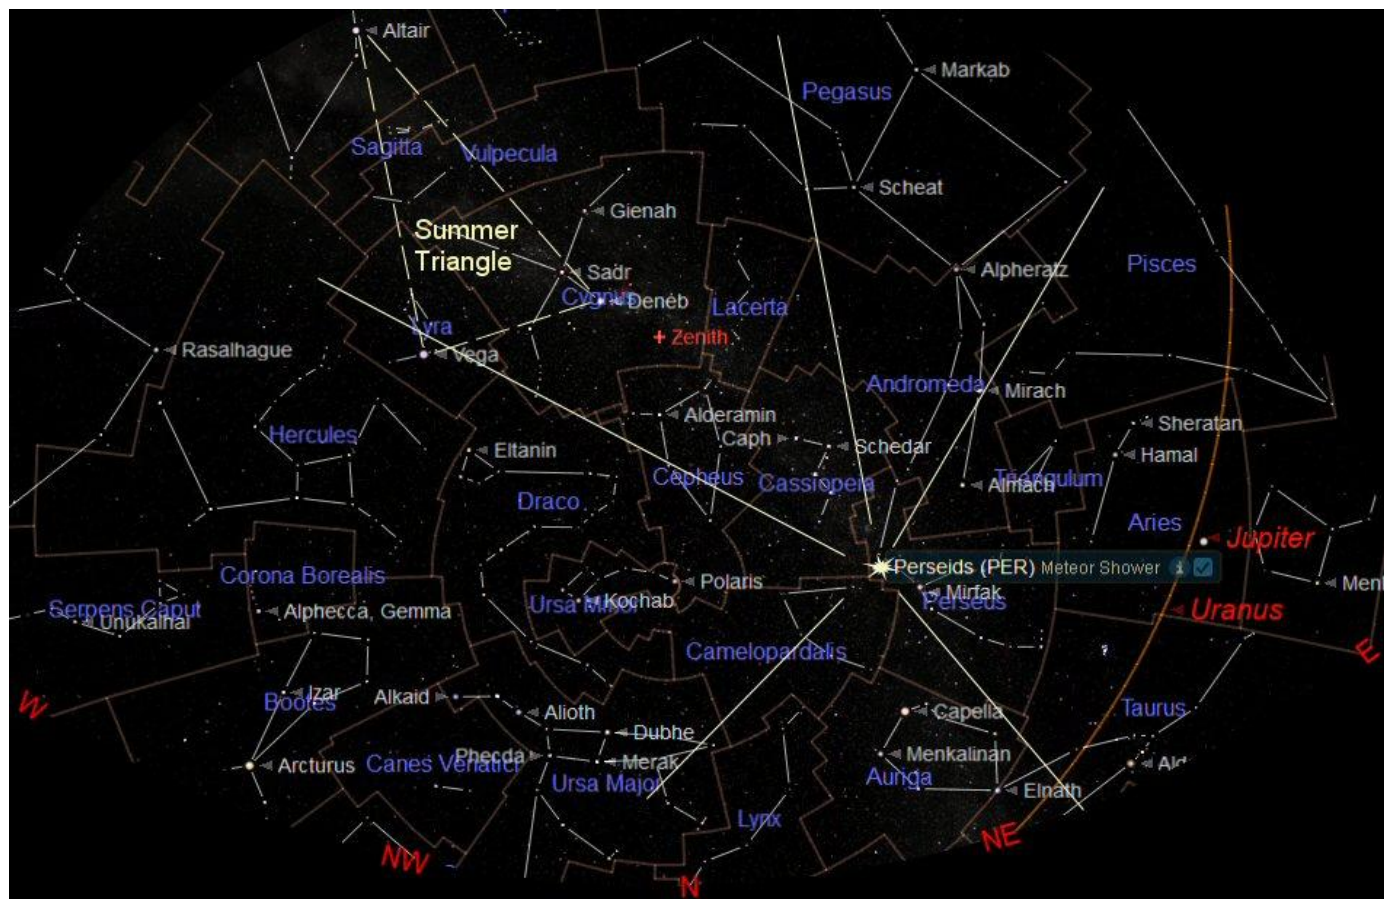 Altair
Markab
Pegasus
Sagitta
Vulpecula
Scheat
Gienah
Summer
Triangle
Pisces
Alpheratz
Sadr
Cygnus
Deneb
Lacerta
Lyra
Zenith
Rasalhague
Vega
Andromeda
Mirach
Alderamin
Sheratan
Hercules
Caph
Schedar
Eltanin
Hamal
Cepheus
Cassiopeia
Triangulum
Almach
Draco
Aries
Jupiter
Perseids (PER) Meteor Shower
Corona Borealis
Polaris
Mirfak
Menk
Serpens Caput
Alphecca, Gemma
Ursa Minor
Kochab
Perseus
Uranus
Unukalhai
Camelopardalis
E
Izar
Alkaid
W
Bootes
Alioth
Capella
Taurus
Dubhe
Phecda
Merak
Menkalinan
Arcturus
Canes Venatici
Ald
Ursa Major
Auriga
Elnath
Lynx
NE
NW
N